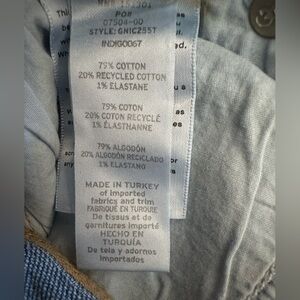 PO#
07504-00
STYLE: GHIC255T
INDIGO067
79% COTTON
20% RECYCLED COTTON
1% ELASTANE
79% COTON
20% COTON RECYCLÉ
1% ÉLASTHANNE
79% ALGODÓN
20% ALGODÓN RECICLADO
1% ELASTANO
MADE IN TURKEY
of imported
fabrics and trim
FABRIQUÉ EN TURQUIE
De tissus et de
garnitures importés
HECHO EN
TURQUÍA
De tela y adornos
importados